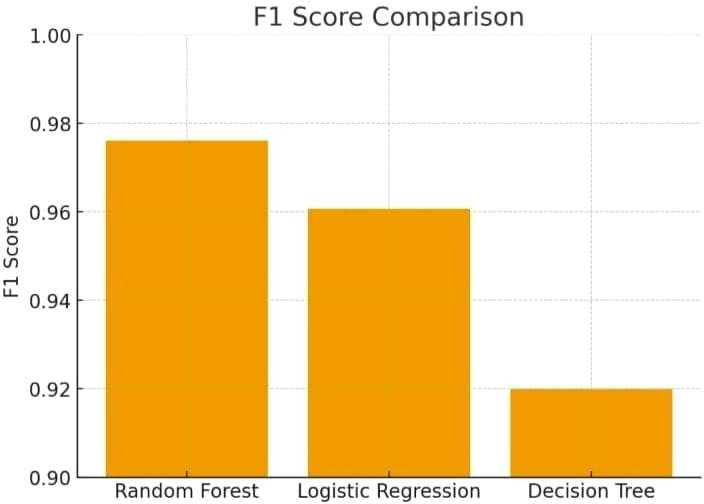 F1 Score Comparison
F1 Score
1.00
0.98
0.96
0.94
0.92
0.90
Random Forest
Logistic Regression
Decision Tree